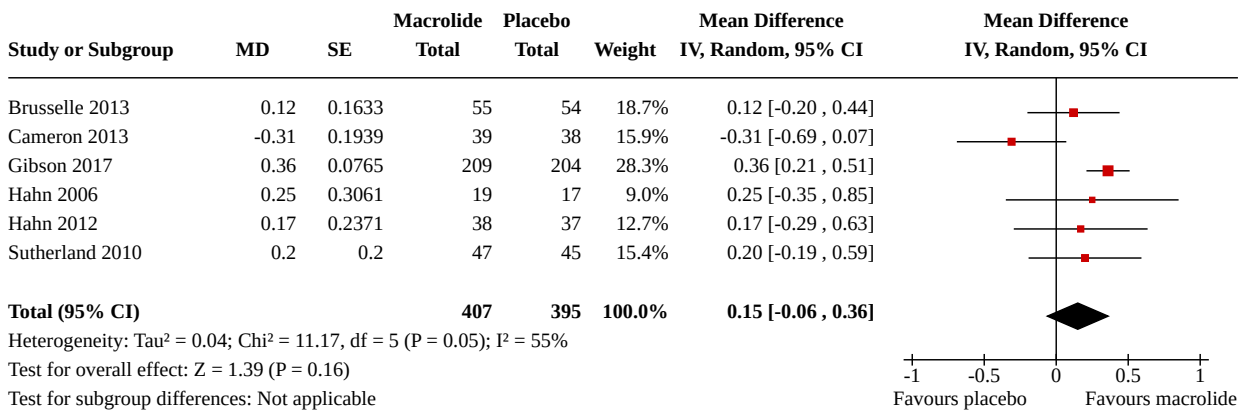 Macrolide Placebo Mean Difference Mean Difference
Study or Subgroup MD SE Total Total Weight IV, Random, 95% CI IV, Random, 95% CI
Brusselle 2013 0.12 0.1633 55 54 18.7% 0.12 [-0.20 , 0.44]
Cameron 2013 -0.31 0.1939 39 38 15.9% -0.31 [-0.69 , 0.07]
Gibson 2017 0.36 0.0765 209 204 28.3% 0.36 [0.21 , 0.51]
Hahn 2006 0.25 0.3061 19 17 9.0% 0.25 [-0.35 , 0.85]
Hahn 2012 0.17 0.2371 38 37 12.7% 0.17 [-0.29 , 0.63]
Sutherland 2010 0.2 0.2 47 45 15.4% 0.20 [-0.19 , 0.59]
Total (95% CI) 407 395 100.0% 0.15 [-0.06 , 0.36]
Heterogeneity: Tau² = 0.04; Chi² = 11.17, df = 5 (P = 0.05); I² = 55%
Test for overall effect: Z = 1.39 (P = 0.16)
-1 -0.5 0 0.5 1
Test for subgroup differences: Not applicable
Favours placebo Favours macrolide